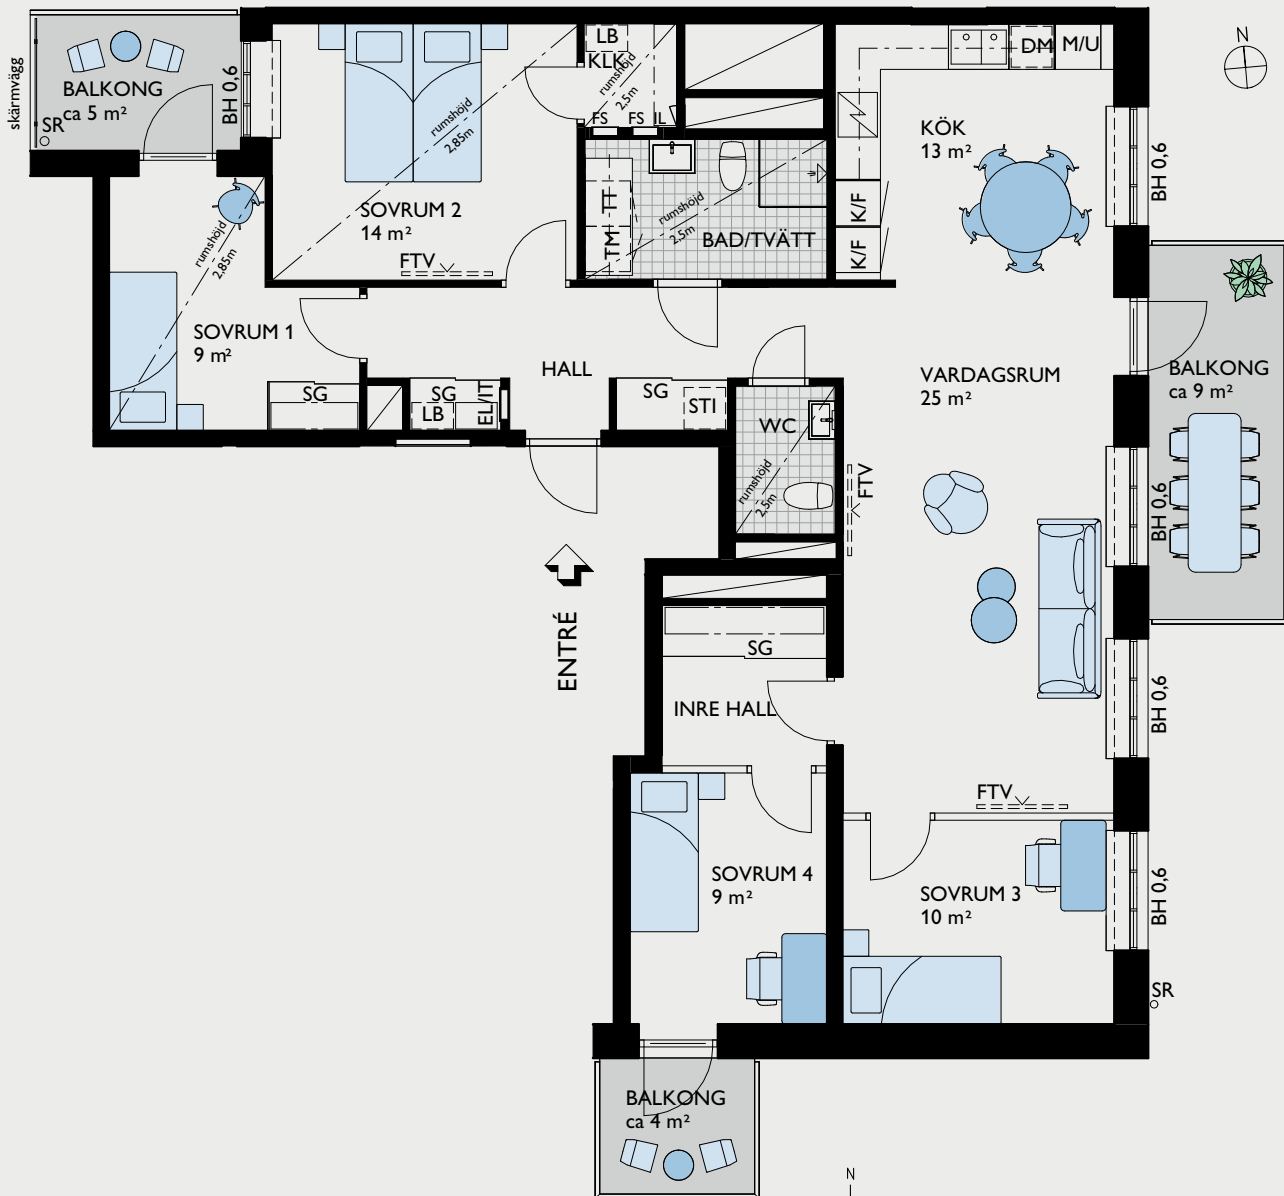 skärmvägg
BALKONG
ca 5 m²
SR
BH 0,6
rumshöjd
2,85m
SOVRUM 2
14 m²
FTV
LB
KLK
rumshöjd
2,5m
FS
FS
IL
TT
TM
rumshöjd
2,5m
BAD/TVÄTT
DM
M/U
KÖK
13 m²
K/F
K/F
BH 0,6
N
rumshöjd
2,85m
SOVRUM 1
9 m²
SG
SG
LB
EL/IT
HALL
SG
STI
WC
rumshöjd
2,5m
FTV
VARDAGSRUM
25 m²
BALKONG
ca 9 m²
BH 0,6
ENTRÉ
SG
INRE HALL
BH 0,6
FTV
SOVRUM 4
9 m²
SOVRUM 3
10 m²
BH 0,6
SR
BALKONG
ca 4 m²
N